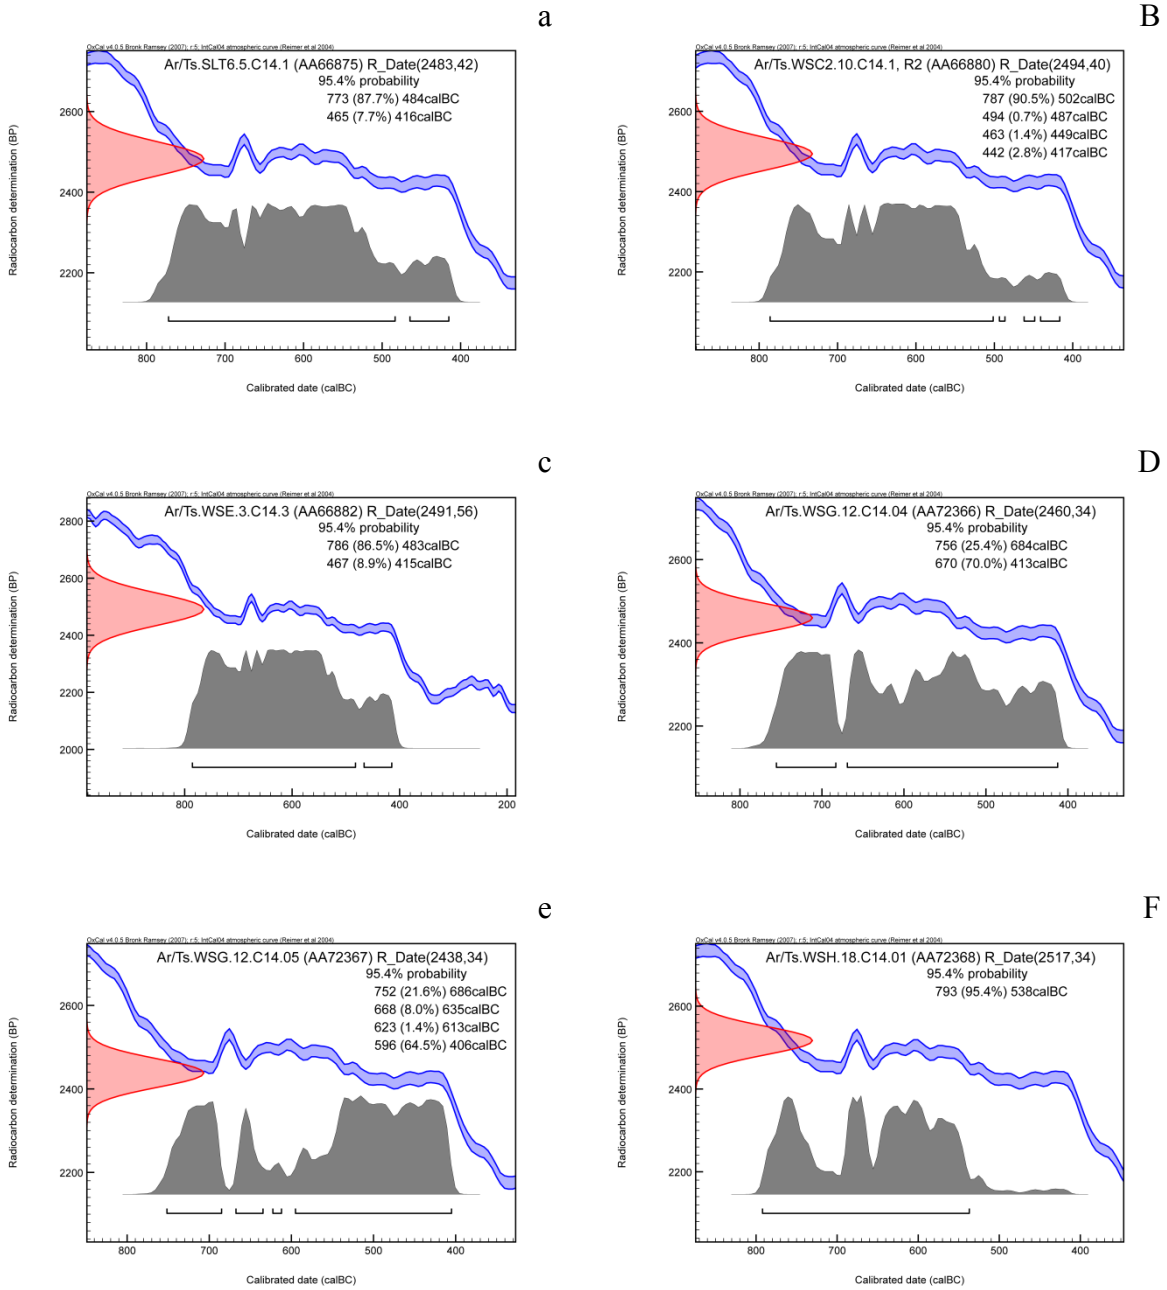 a
OxCal v4.0.5 Bronk Ramsey (2007); r:5; IntCal04 atmospheric curve (Reimer et al 2004)
Ar/Ts.SLT6.5.C14.1 (AA66875) R_Date(2483,42)
95.4% probability
773 (87.7%) 484calBC
465 (7.7%) 416calBC
Radiocarbon determination (BP)
2600
2400
2200
800 700 600 500 400
Calibrated date (calBC)
B
OxCal v4.0.5 Bronk Ramsey (2007); r:5; IntCal04 atmospheric curve (Reimer et al 2004)
Ar/Ts.WSC2.10.C14.1, R2 (AA66880) R_Date(2494,40)
95.4% probability
787 (90.5%) 502calBC
494 (0.7%) 487calBC
463 (1.4%) 449calBC
442 (2.8%) 417calBC
Radiocarbon determination (BP)
2600
2400
2200
800 700 600 500 400
Calibrated date (calBC)
c
OxCal v4.0.5 Bronk Ramsey (2007); r:5; IntCal04 atmospheric curve (Reimer et al 2004)
Ar/Ts.WSE.3.C14.3 (AA66882) R_Date(2491,56)
95.4% probability
786 (86.5%) 483calBC
467 (8.9%) 415calBC
Radiocarbon determination (BP)
2800
2600
2400
2200
2000
800 600 400 200
Calibrated date (calBC)
D
OxCal v4.0.5 Bronk Ramsey (2007); r:5; IntCal04 atmospheric curve (Reimer et al 2004)
Ar/Ts.WSG.12.C14.04 (AA72366) R_Date(2460,34)
95.4% probability
756 (25.4%) 684calBC
670 (70.0%) 413calBC
Radiocarbon determination (BP)
2600
2400
2200
800 700 600 500 400
Calibrated date (calBC)
e
OxCal v4.0.5 Bronk Ramsey (2007); r:5; IntCal04 atmospheric curve (Reimer et al 2004)
Ar/Ts.WSG.12.C14.05 (AA72367) R_Date(2438,34)
95.4% probability
752 (21.6%) 686calBC
668 (8.0%) 635calBC
623 (1.4%) 613calBC
596 (64.5%) 406calBC
Radiocarbon determination (BP)
2600
2400
2200
800 700 600 500 400
Calibrated date (calBC)
F
OxCal v4.0.5 Bronk Ramsey (2007); r:5; IntCal04 atmospheric curve (Reimer et al 2004)
Ar/Ts.WSH.18.C14.01 (AA72368) R_Date(2517,34)
95.4% probability
793 (95.4%) 538calBC
Radiocarbon determination (BP)
2600
2400
2200
800 700 600 500 400
Calibrated date (calBC)